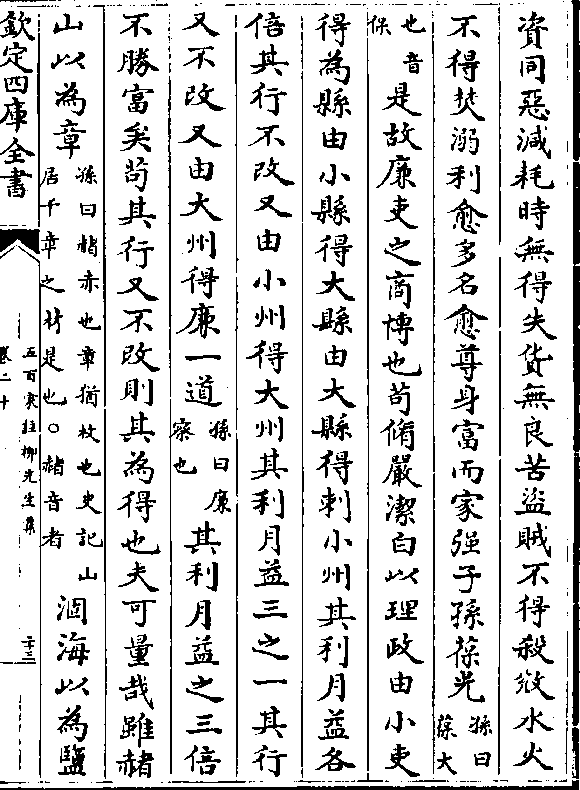 資同惡減耗時無得失貨無良苦盜賊不得殺敚水火
不得焚溺利愈多名愈尊身富而家强子孫葆光孫曰葆大
也音保是故廉吏之商博也苟脩嚴潔白以理政由小吏
得為縣由小縣得大縣由大縣得刺小州其利月益各
倍其行不改又由小州得大州其利月益三之一其行
又不改又由大州得廉一道孫曰廉察也其利月益之三倍
不勝富矣苟其行又不改則其為得也夫可量哉雖赭
山以為章孫曰赭赤也章猶杖也史記山居千章之材是也○赭音者涸海以為鹽
欽定四庫全書
五百家註柳先生集
卷二十
二十三